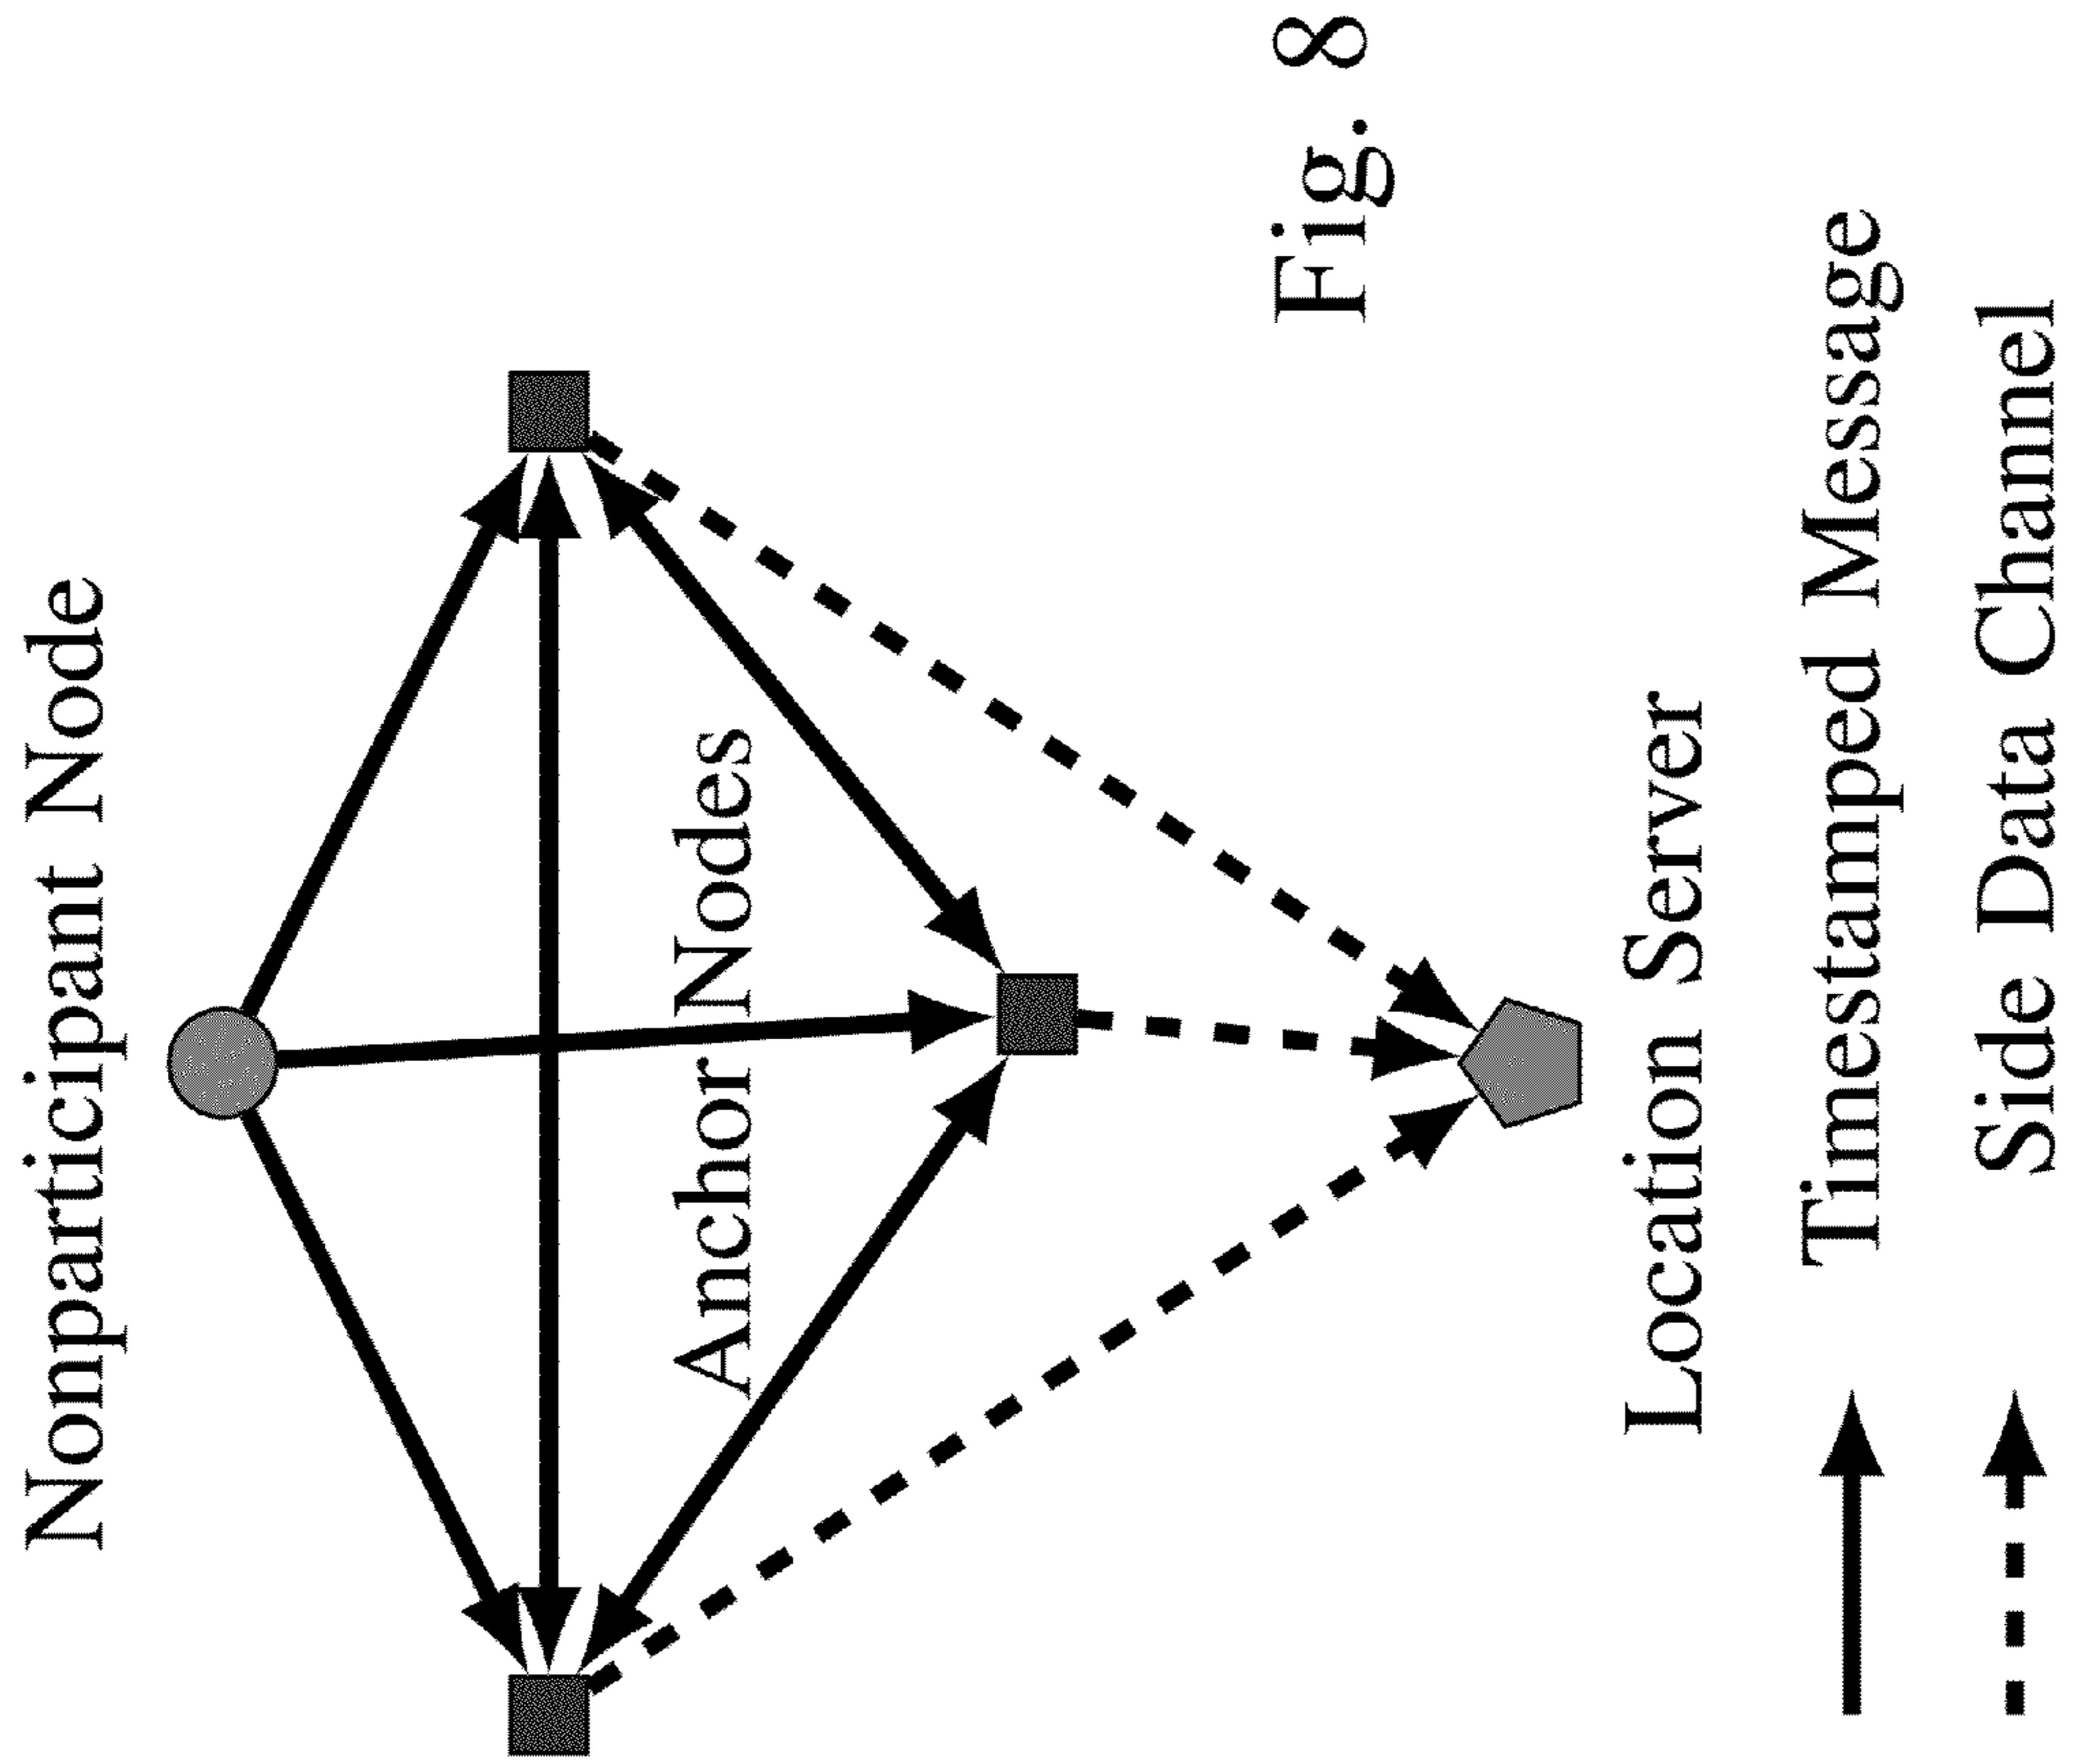 Nonparticipant Node
Anchor Nodes
Location Server
Timestamped Message
Side Data Channel
Fig. 8